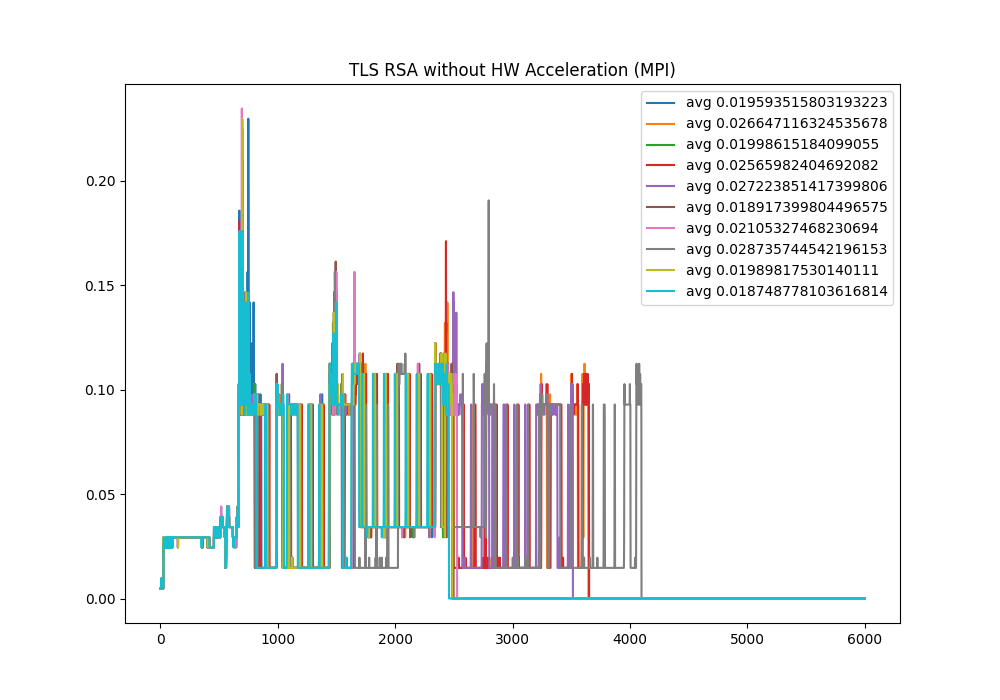 TLS RSA without HW Acceleration (MPI)
avg 0.019593515803193223
avg 0.026647116324535678
avg 0.01998615184099055
avg 0.02565982404692082
avg 0.027223851417399806
avg 0.018917399804496575
avg 0.02105327468230694
avg 0.028735744542196153
avg 0.01989817530140111
avg 0.018748778103616814
0.20
0.15
0.10
0.05
0.00
0 1000 2000 3000 4000 5000 6000